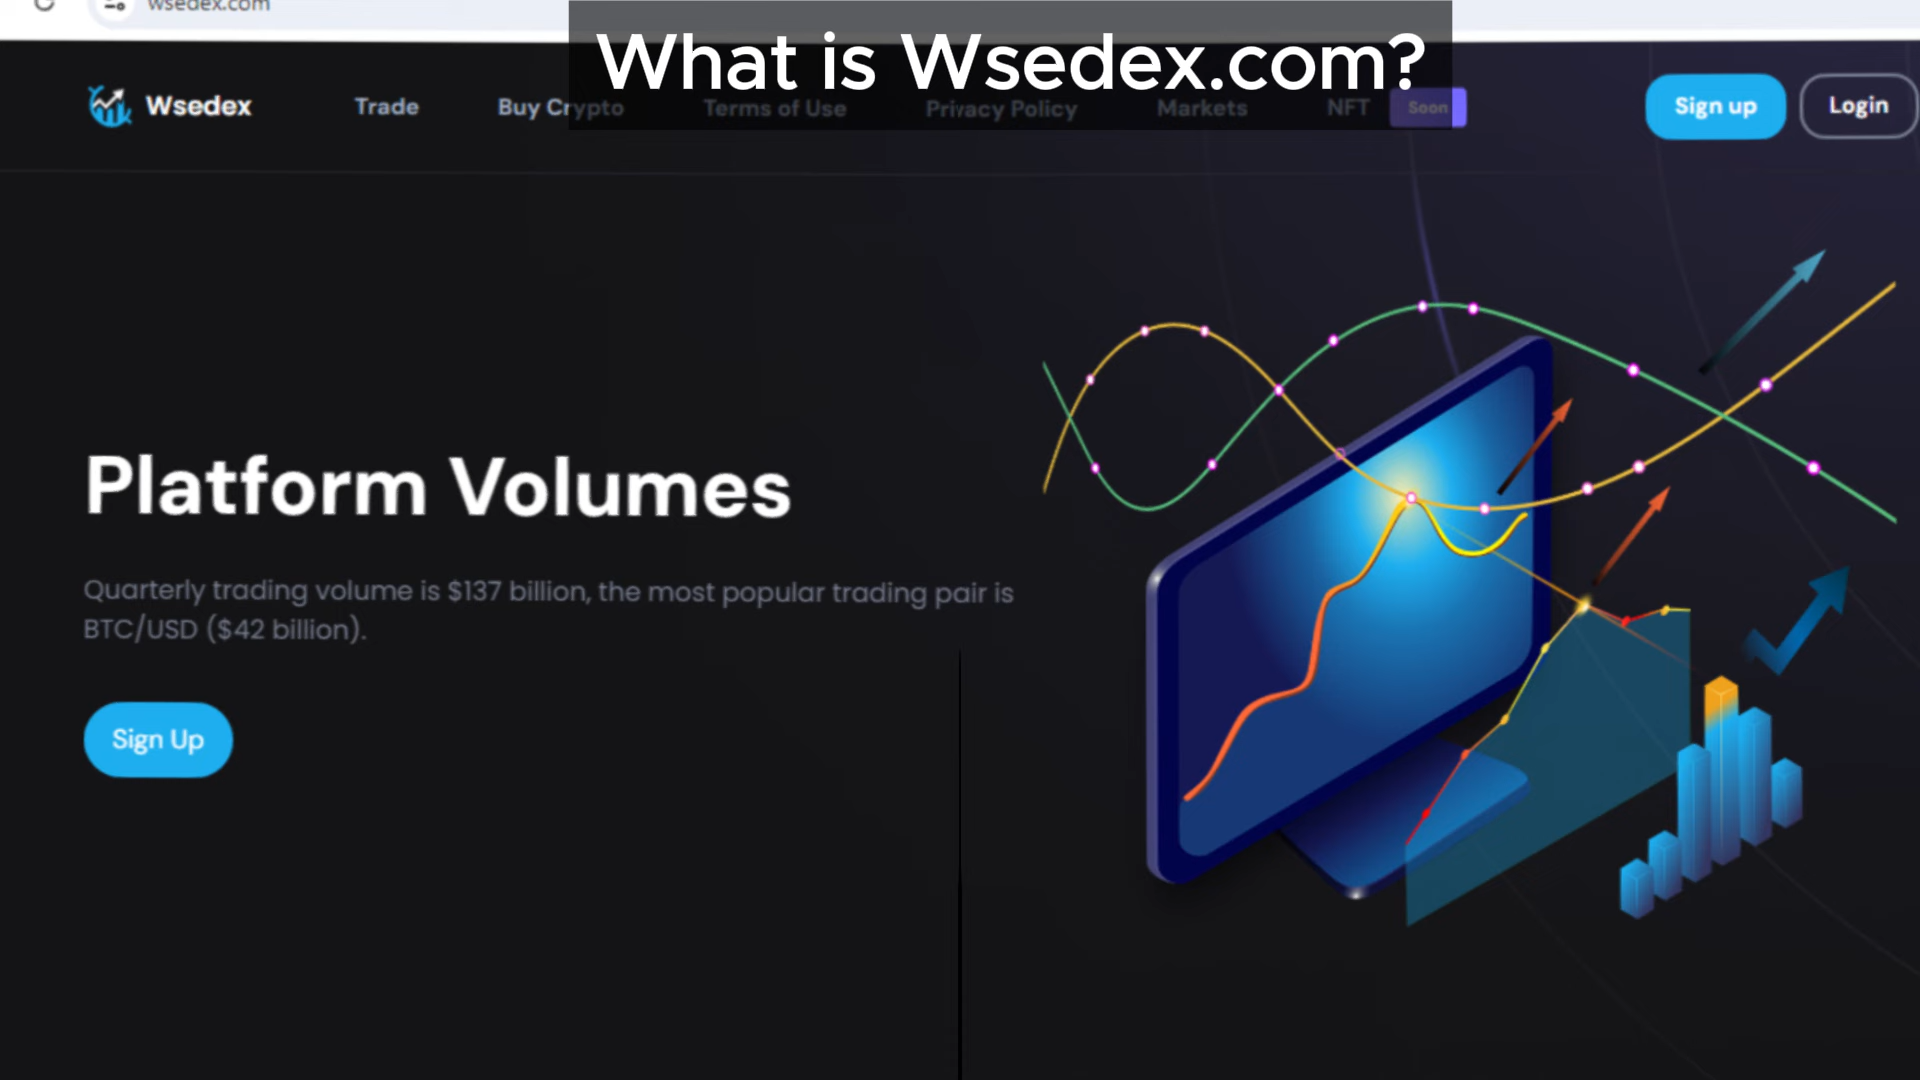 wsedex.com
What is Wsedex.com?
Wsedex Trade Buy Crypto Terms of Use Privacy Policy Markets NFT Soon Sign up Login
Platform Volumes
Quarterly trading volume is $137 billion, the most popular trading pair is
BTC/USD ($42 billion).
Sign Up